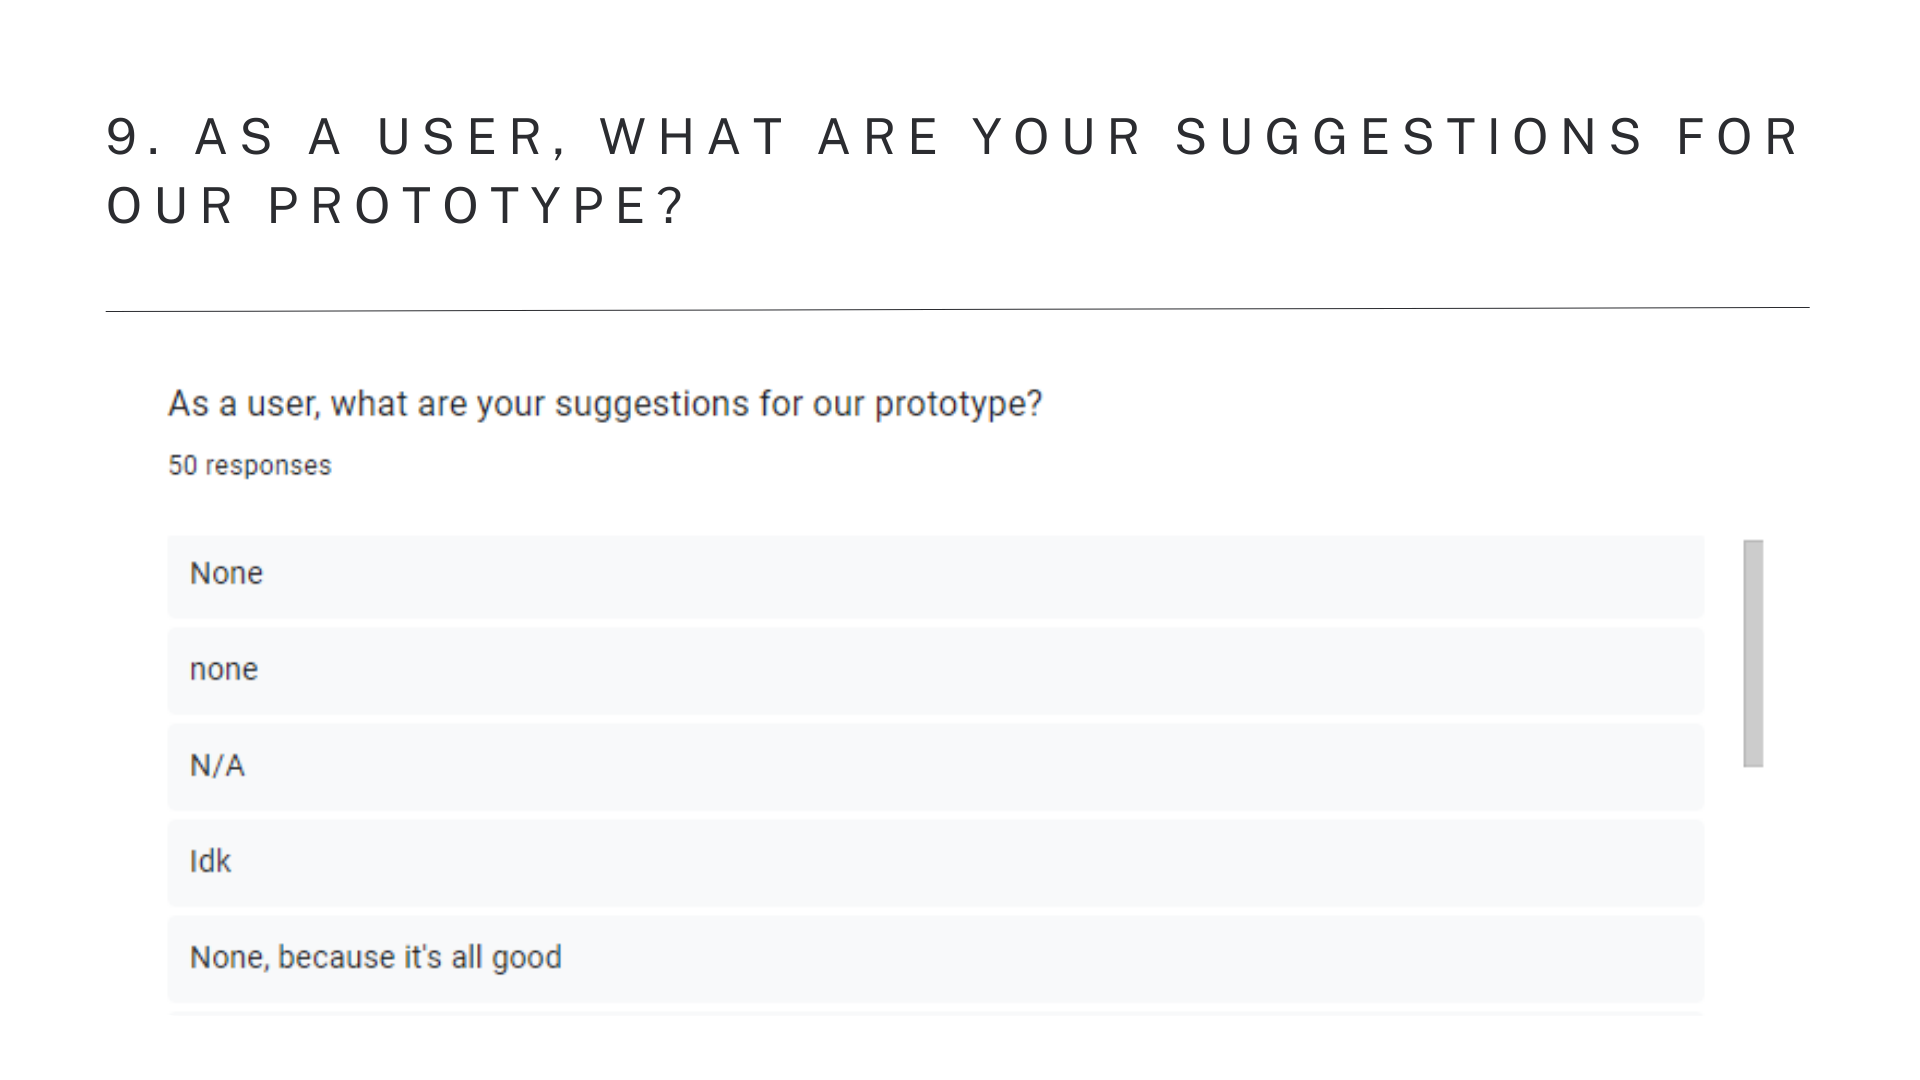 9. AS A USER, WHAT ARE YOUR SUGGESTIONS FOR
OUR PROTOTYPE?
As a user, what are your suggestions for our prototype?
50 responses
None
none
N/A
Idk
None, because it's all good